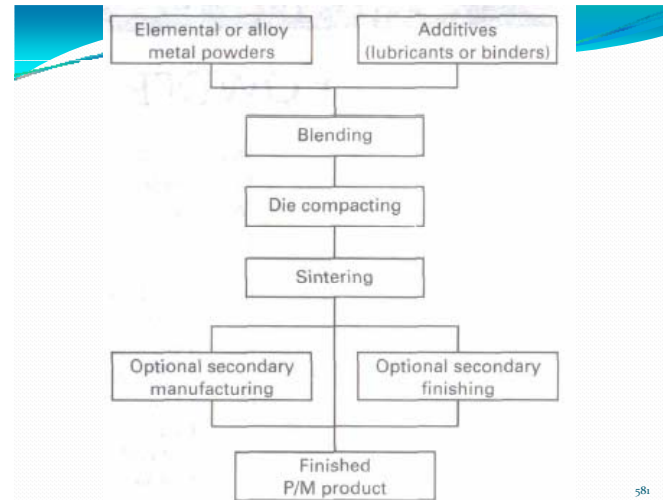 Elemental or alloy
metal powders
Additives
(lubricants or binders)
Blending
Die compacting
Sintering
Optional secondary
manufacturing
Optional secondary
finishing
Finished
P/M product
581